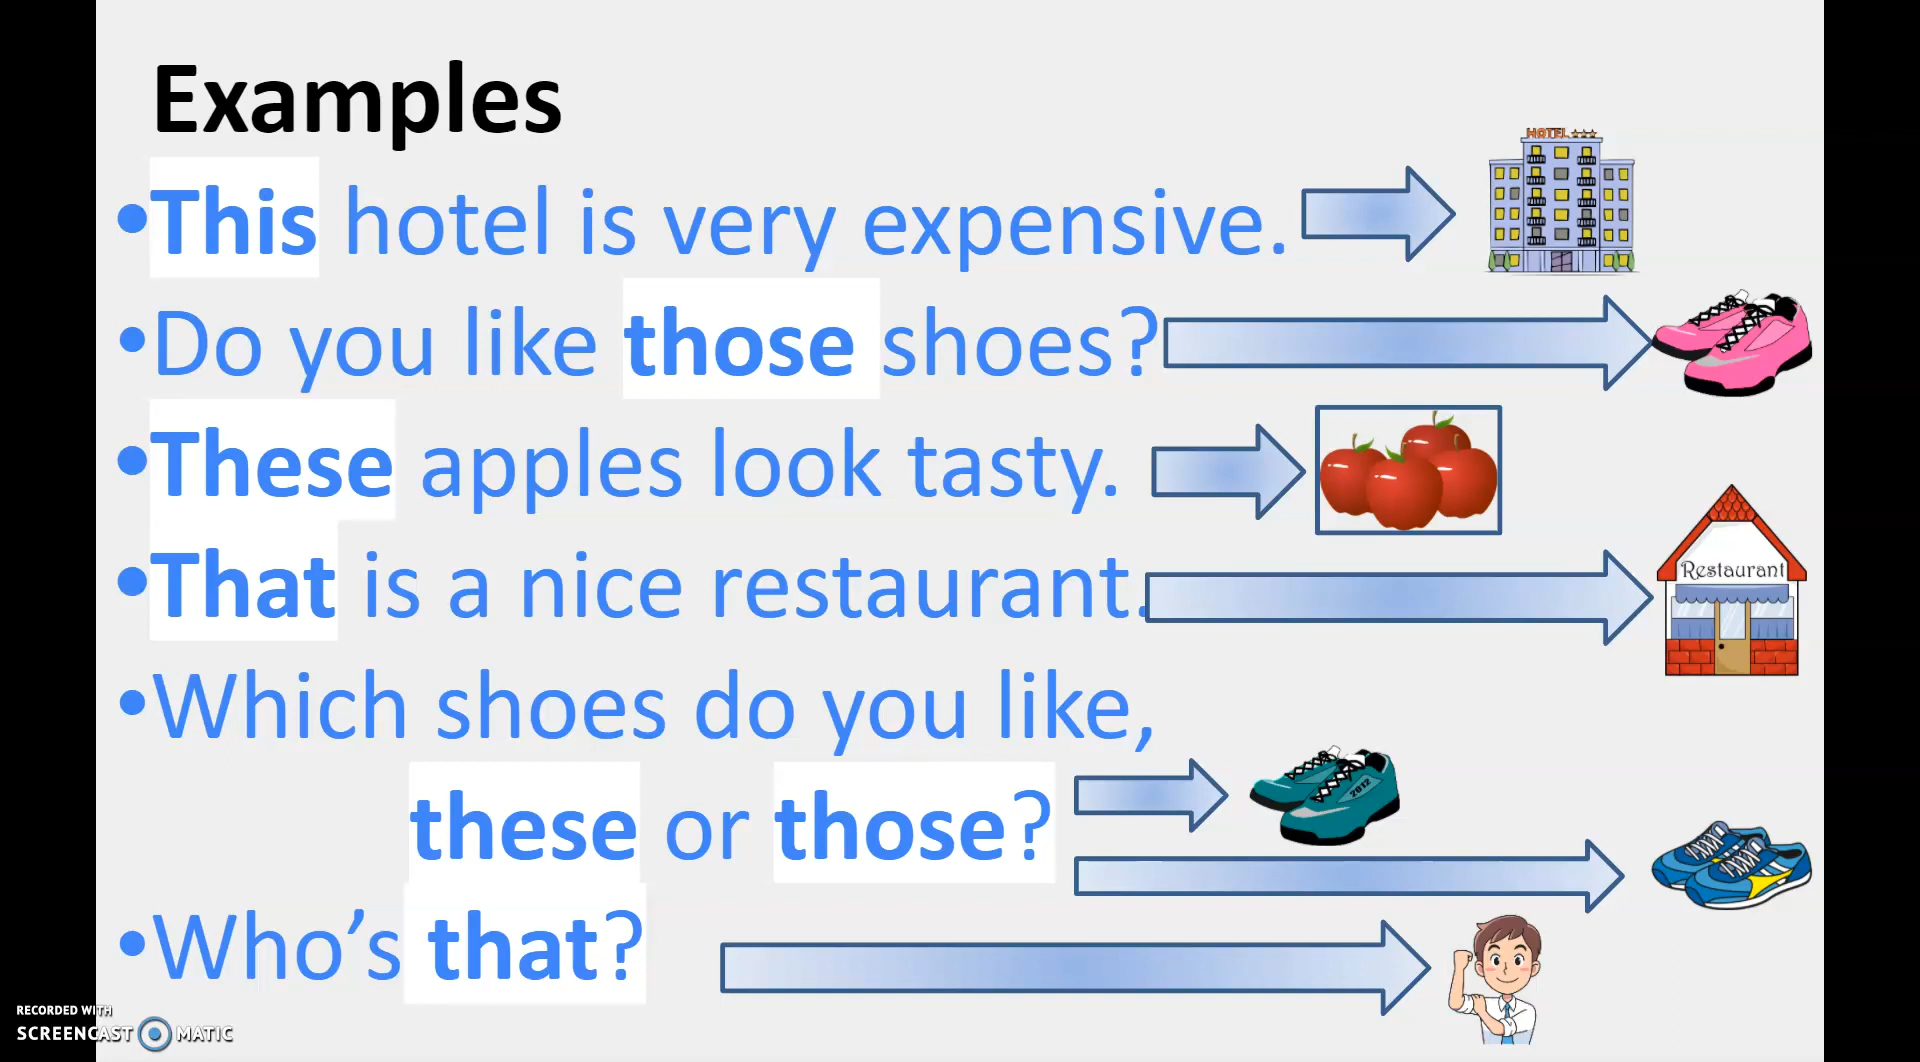 Examples
•This hotel is very expensive.
HOTEL
•Do you like those shoes?
•These apples look tasty.
•That is a nice restaurant.
Restaurant
•Which shoes do you like,
these or those?
2012
•Who’s that?
RECORDED WITH
SCREENCAST MATIC